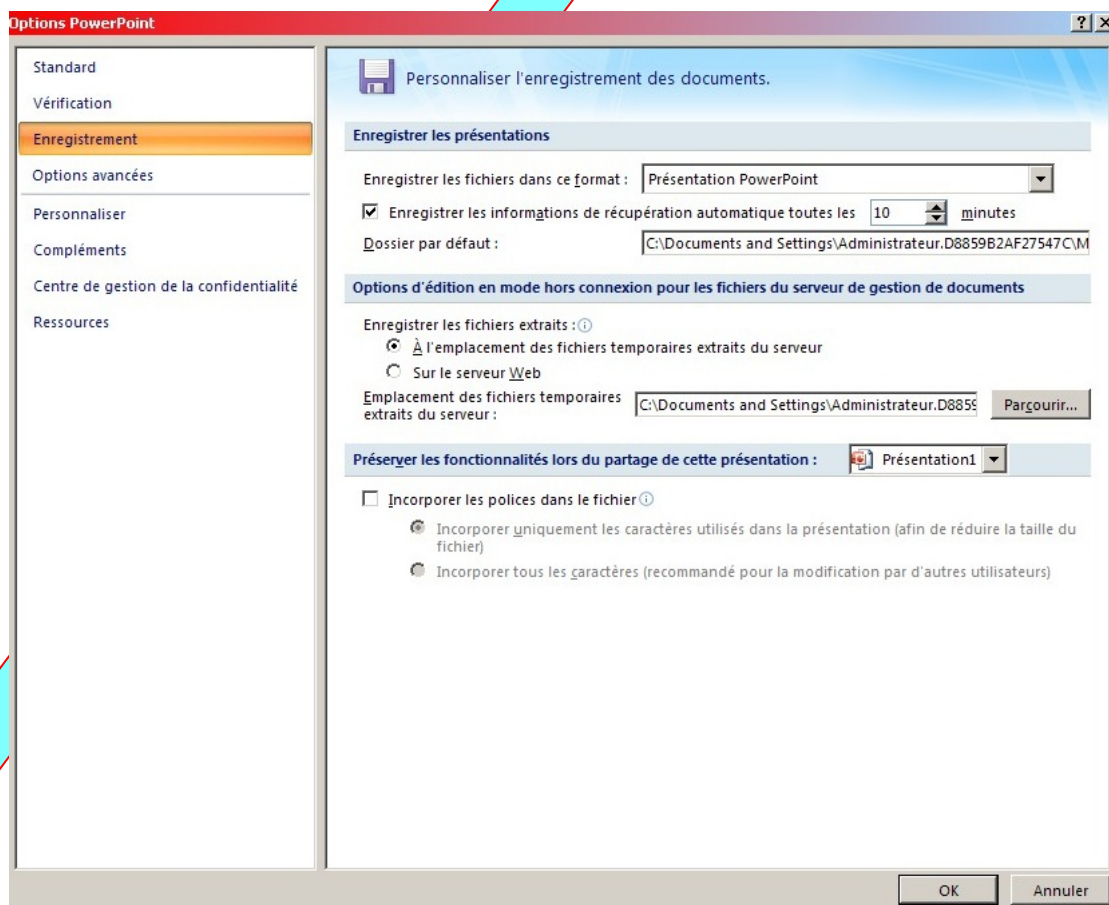 Options PowerPoint
Standard
Vérification
Enregistrement
Options avancées
Personnaliser
Compléments
Centre de gestion de la confidentialité
Ressources
Personnaliser l'enregistrement des documents.
Enregistrer les présentations
Enregistrer les fichiers dans ce format : Présentation PowerPoint
Enregistrer les informations de récupération automatique toutes les 10 minutes
Dossier par défaut : C:\Documents and Settings\Administrateur.D8859B2AF27547C\M
Options d'édition en mode hors connexion pour les fichiers du serveur de gestion de documents
Enregistrer les fichiers extraits :
À l'emplacement des fichiers temporaires extraits du serveur
Sur le serveur Web
Emplacement des fichiers temporaires
extraits du serveur : C:\Documents and Settings\Administrateur.D8859 Parcourir...
Préserver les fonctionnalités lors du partage de cette présentation : Présentation1
Incorporer les polices dans le fichier
Incorporer uniquement les caractères utilisés dans la présentation (afin de réduire la taille du
fichier)
Incorporer tous les caractères (recommandé pour la modification par d'autres utilisateurs)
OK Annuler